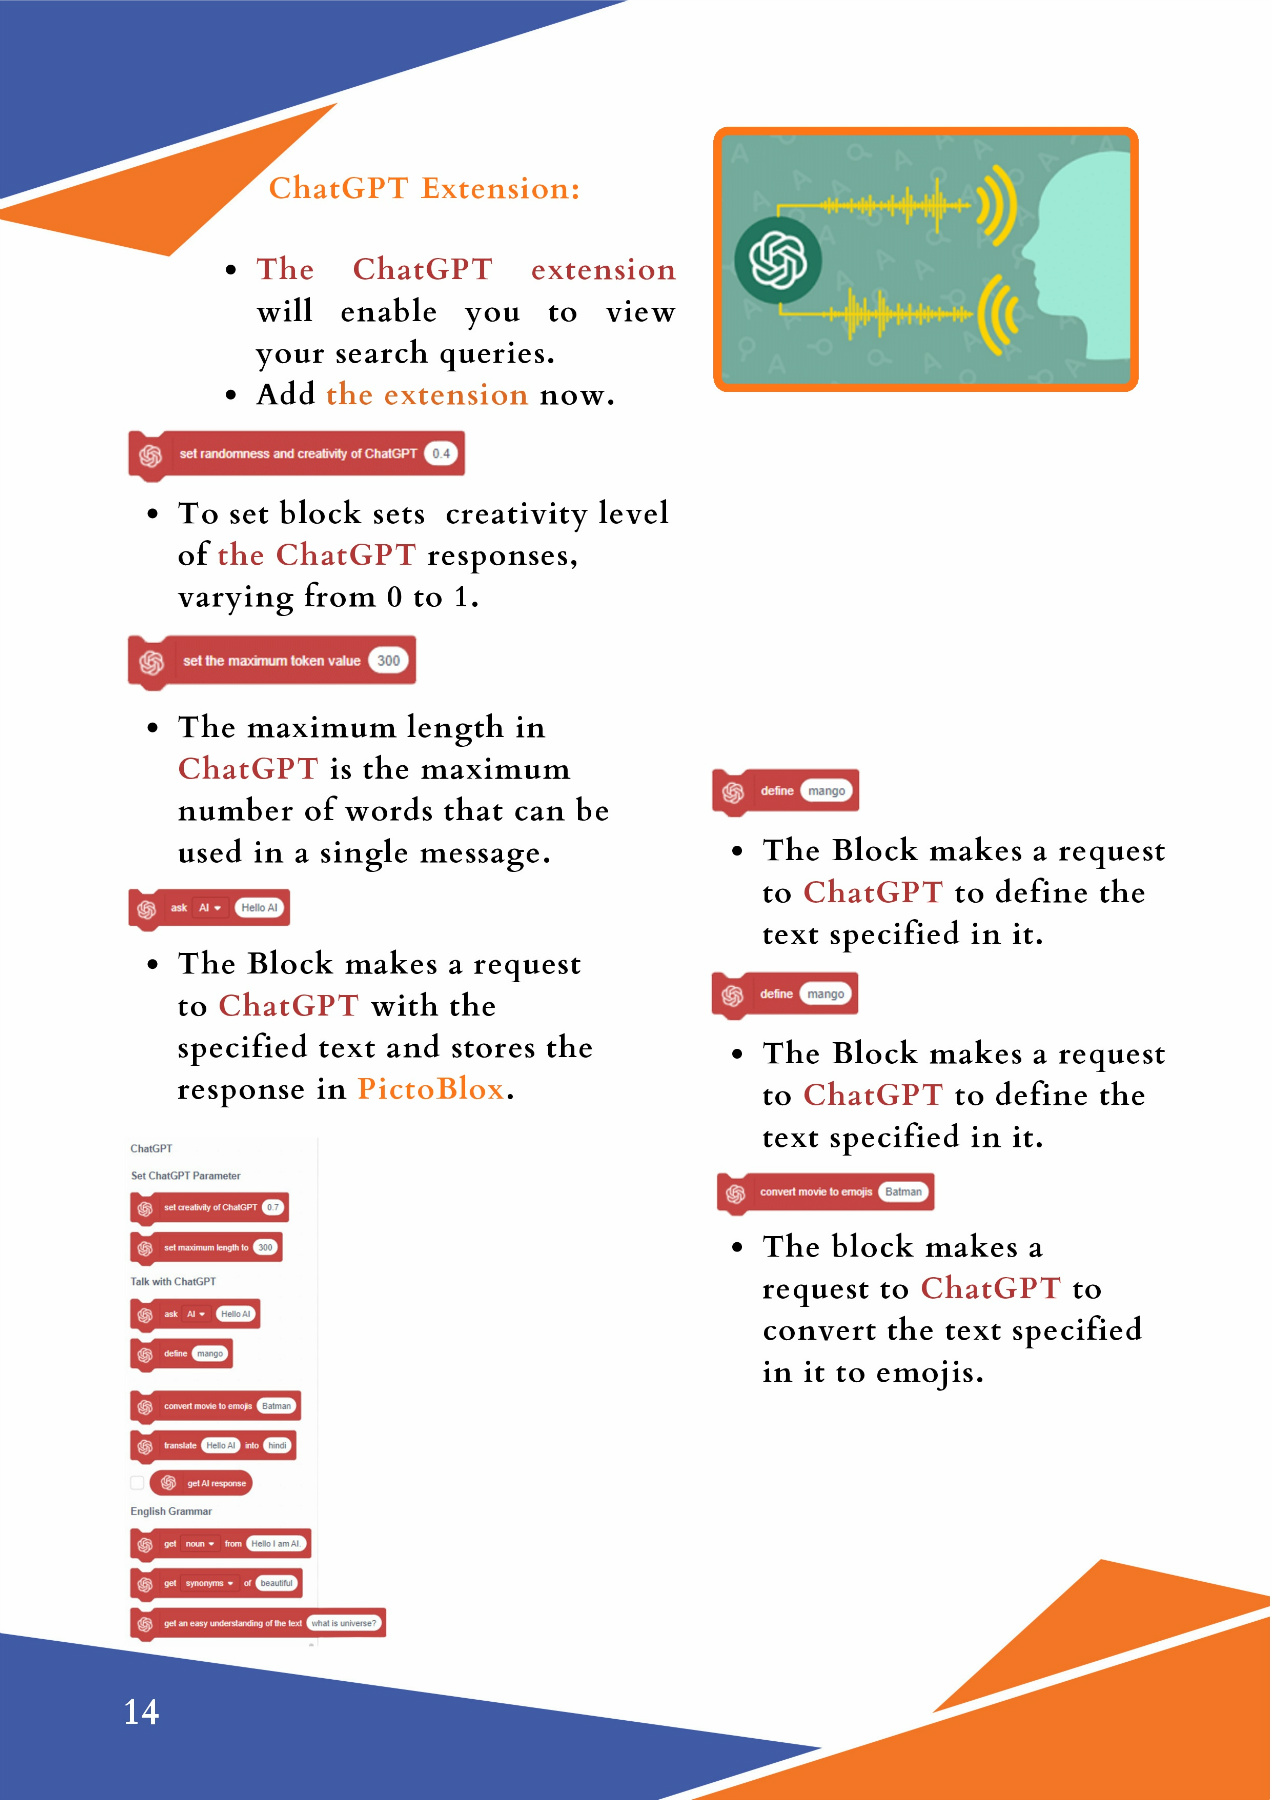 ChatGPT Extension:
• The ChatGPT extension
will enable you to view
your search queries.
• Add the extension now.
set randomness and creativity of ChatGPT 0.4
• To set block sets creativity level
of the ChatGPT responses,
varying from 0 to 1.
set the maximum token value 300
• The maximum length in
ChatGPT is the maximum
number of words that can be
used in a single message.
ask AI Hello AI
• The Block makes a request
to ChatGPT with the
specified text and stores the
response in PictoBlox.
ChatGPT
Set ChatGPT Parameter
set creativity of ChatGPT 0.7
set maximum length to 300
Talk with ChatGPT
ask AI Hello AI
define mango
convert movie to emojis Batman
translate Hello AI into hindi
get AI response
English Grammar
get noun from Hello I am AI.
get synonyms of beautiful
get an easy understanding of the text what is universe?
define mango
• The Block makes a request
to ChatGPT to define the
text specified in it.
define mango
• The Block makes a request
to ChatGPT to define the
text specified in it.
convert movie to emojis Batman
• The block makes a
request to ChatGPT to
convert the text specified
in it to emojis.
14